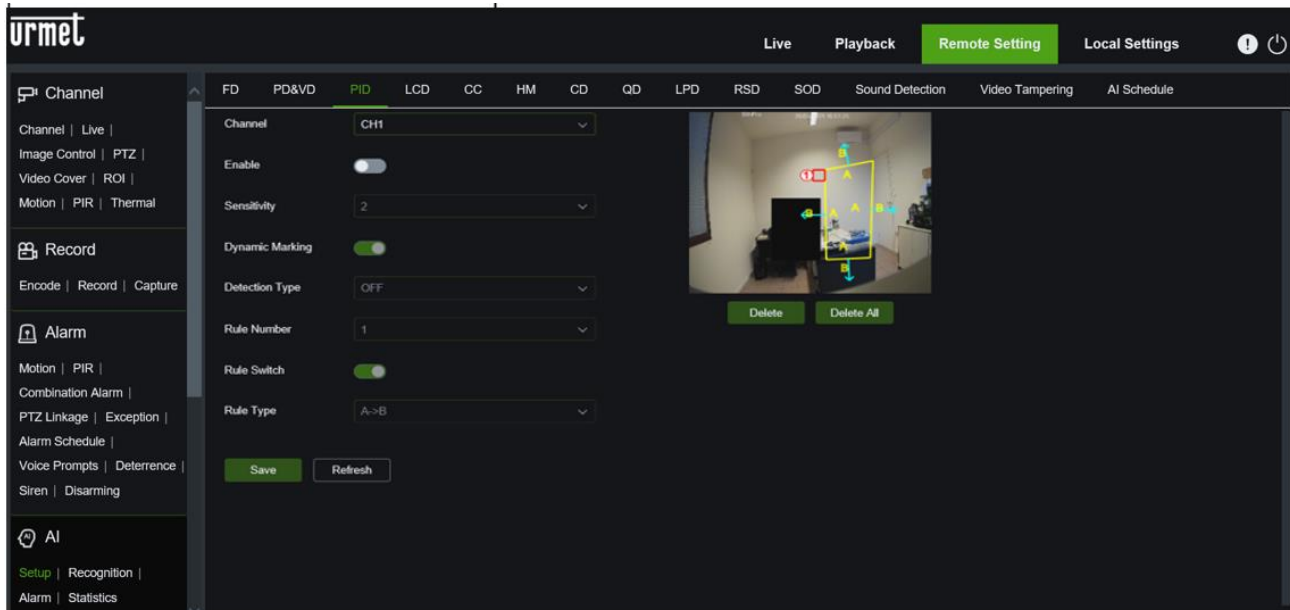 urmet
Live Playback Remote Setting Local Settings
Channel
Channel | Live |
Image Control | PTZ |
Video Cover | ROI |
Motion | PIR | Thermal
Record
Encode | Record | Capture
Alarm
Motion | PIR |
Combination Alarm |
PTZ Linkage | Exception |
Alarm Schedule |
Voice Prompts | Deterrence |
Siren | Disarming
AI
Setup | Recognition |
Alarm | Statistics
FD PD&VD PID LCD CC HM CD QD LPD RSD SOD Sound Detection Video Tampering AI Schedule
Channel CH1
Enable
Sensitivity 2
Dynamic Marking
Detection Type OFF
Rule Number 1
Rule Switch
Rule Type A->B
Save Refresh
B
1 A
B A A B
A
B
Delete Delete All